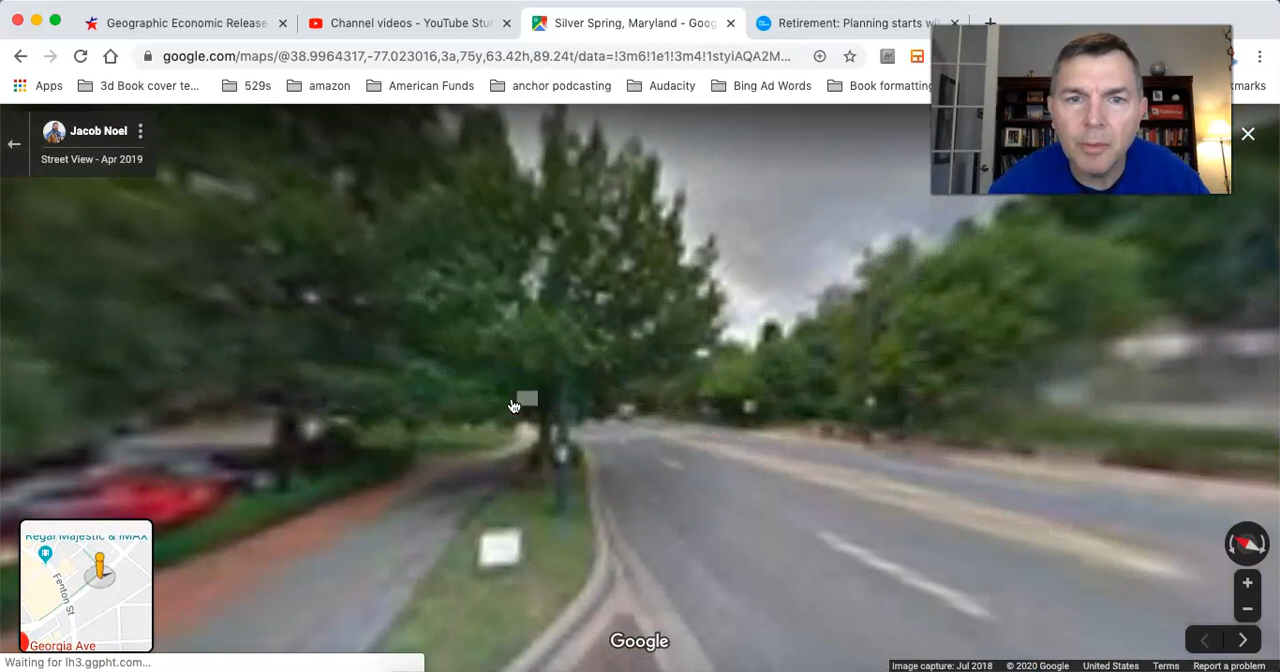 Geographic Economic Release
Channel videos - YouTube Stu
Silver Spring, Maryland - Goog
Retirement: Planning starts wi
google.com/maps/@38.9964317,-77.023016,3a,75y,63.42h,89.24t/data=!3m6!1e1!3m4!1styiAQA2M...
Apps
3d Book cover te...
529s
amazon
American Funds
anchor podcasting
Audacity
Bing Ad Words
Book formatting
kmarks
Jacob Noel
Street View - Apr 2019
Regal Majestic & IMAX
Fenton St
Georgia Ave
Google
Waiting for lh3.ggpht.com...
Image capture: Jul 2018 © 2020 Google United States Terms Report a problem